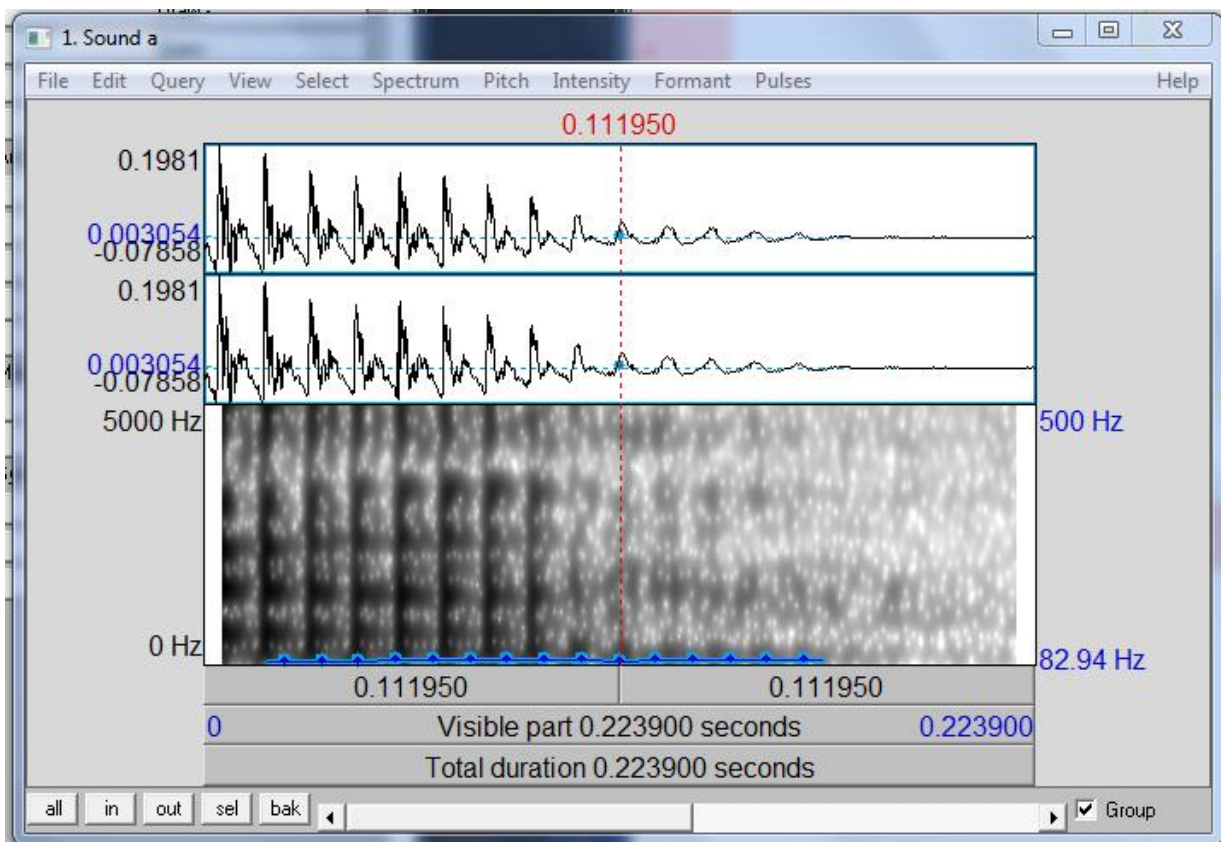 1. Sound a
File Edit Query View Select Spectrum Pitch Intensity Formant Pulses Help
0.111950
0.1981
0.003054
-0.07858
0.1981
0.003054
-0.07858
5000 Hz 500 Hz
0 Hz 82.94 Hz
0.111950 0.111950
0 Visible part 0.223900 seconds 0.223900
Total duration 0.223900 seconds
all in out sel bak Group